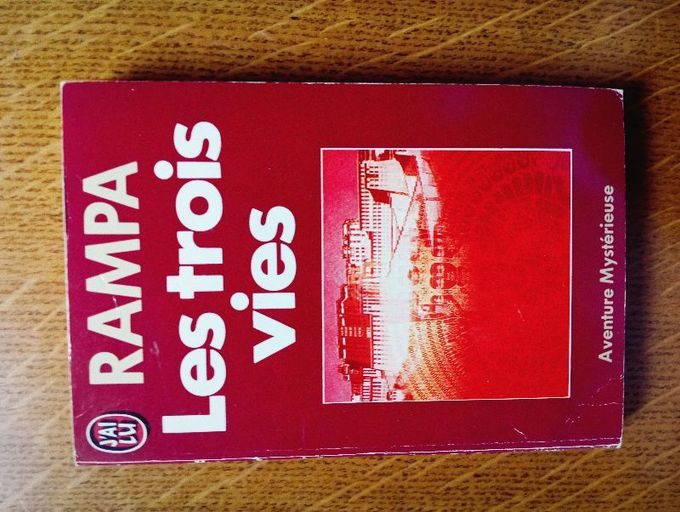 RAMPA
Les trois
vies
Aventure Mystérieuse
J'AI
LU